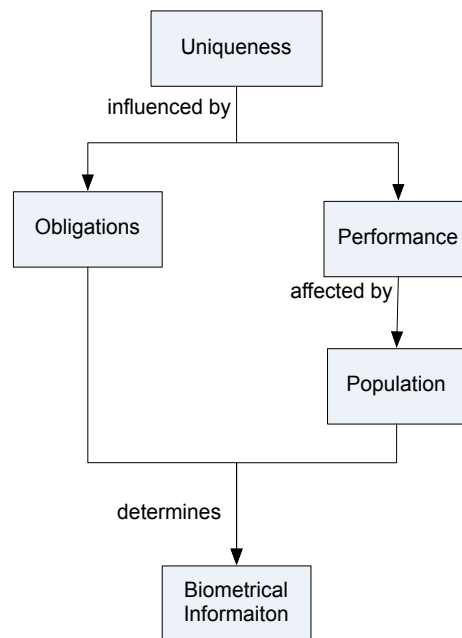 Uniqueness
influenced by
Obligations
Performance
affected by
Population
determines
Biometrical
Informaiton